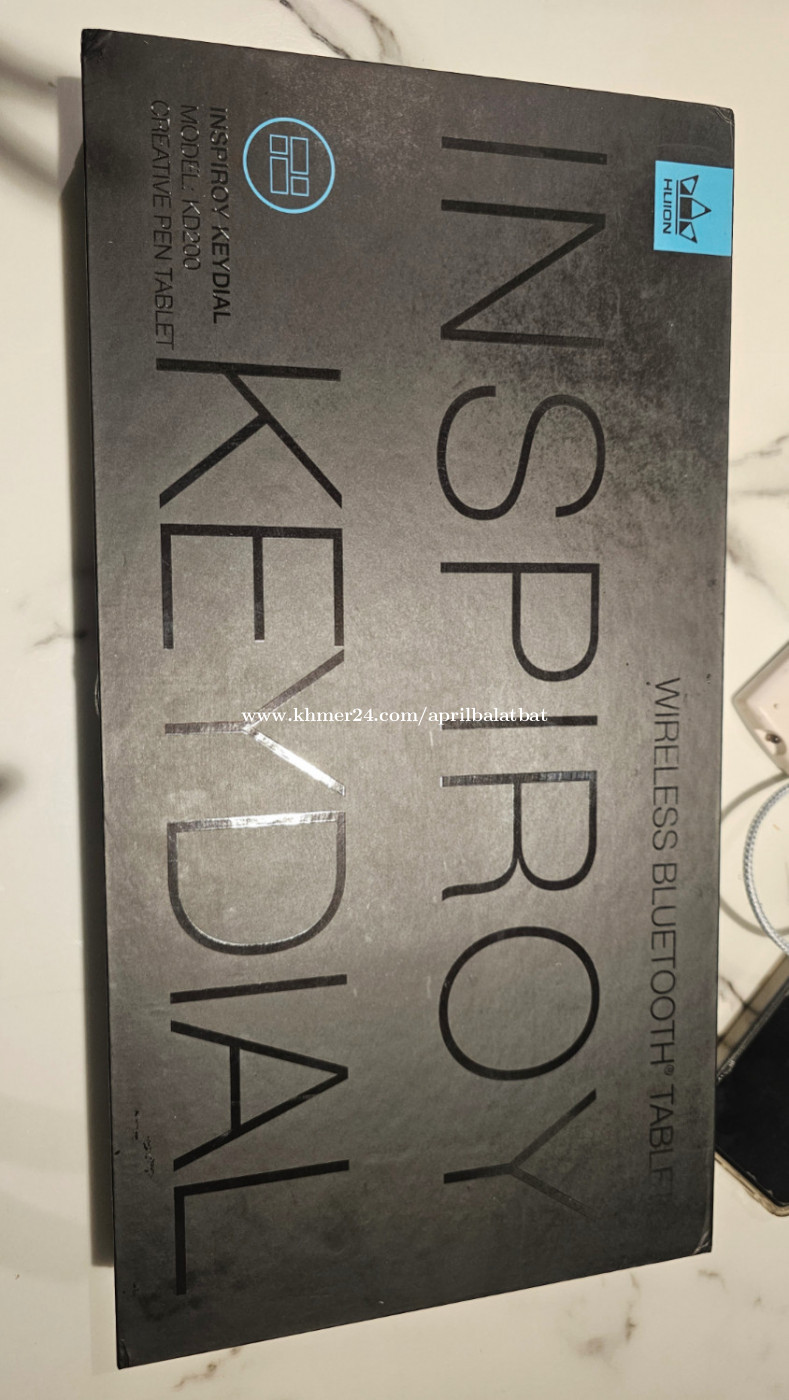 HUION
WIRELESS BLUETOOTH® TABLET
INSPIROY
KEYDIAL
INSPIROY KEYDIAL
MODEL: KD200
CREATIVE PEN TABLET
www.khmer24.com/aprilbalatbat